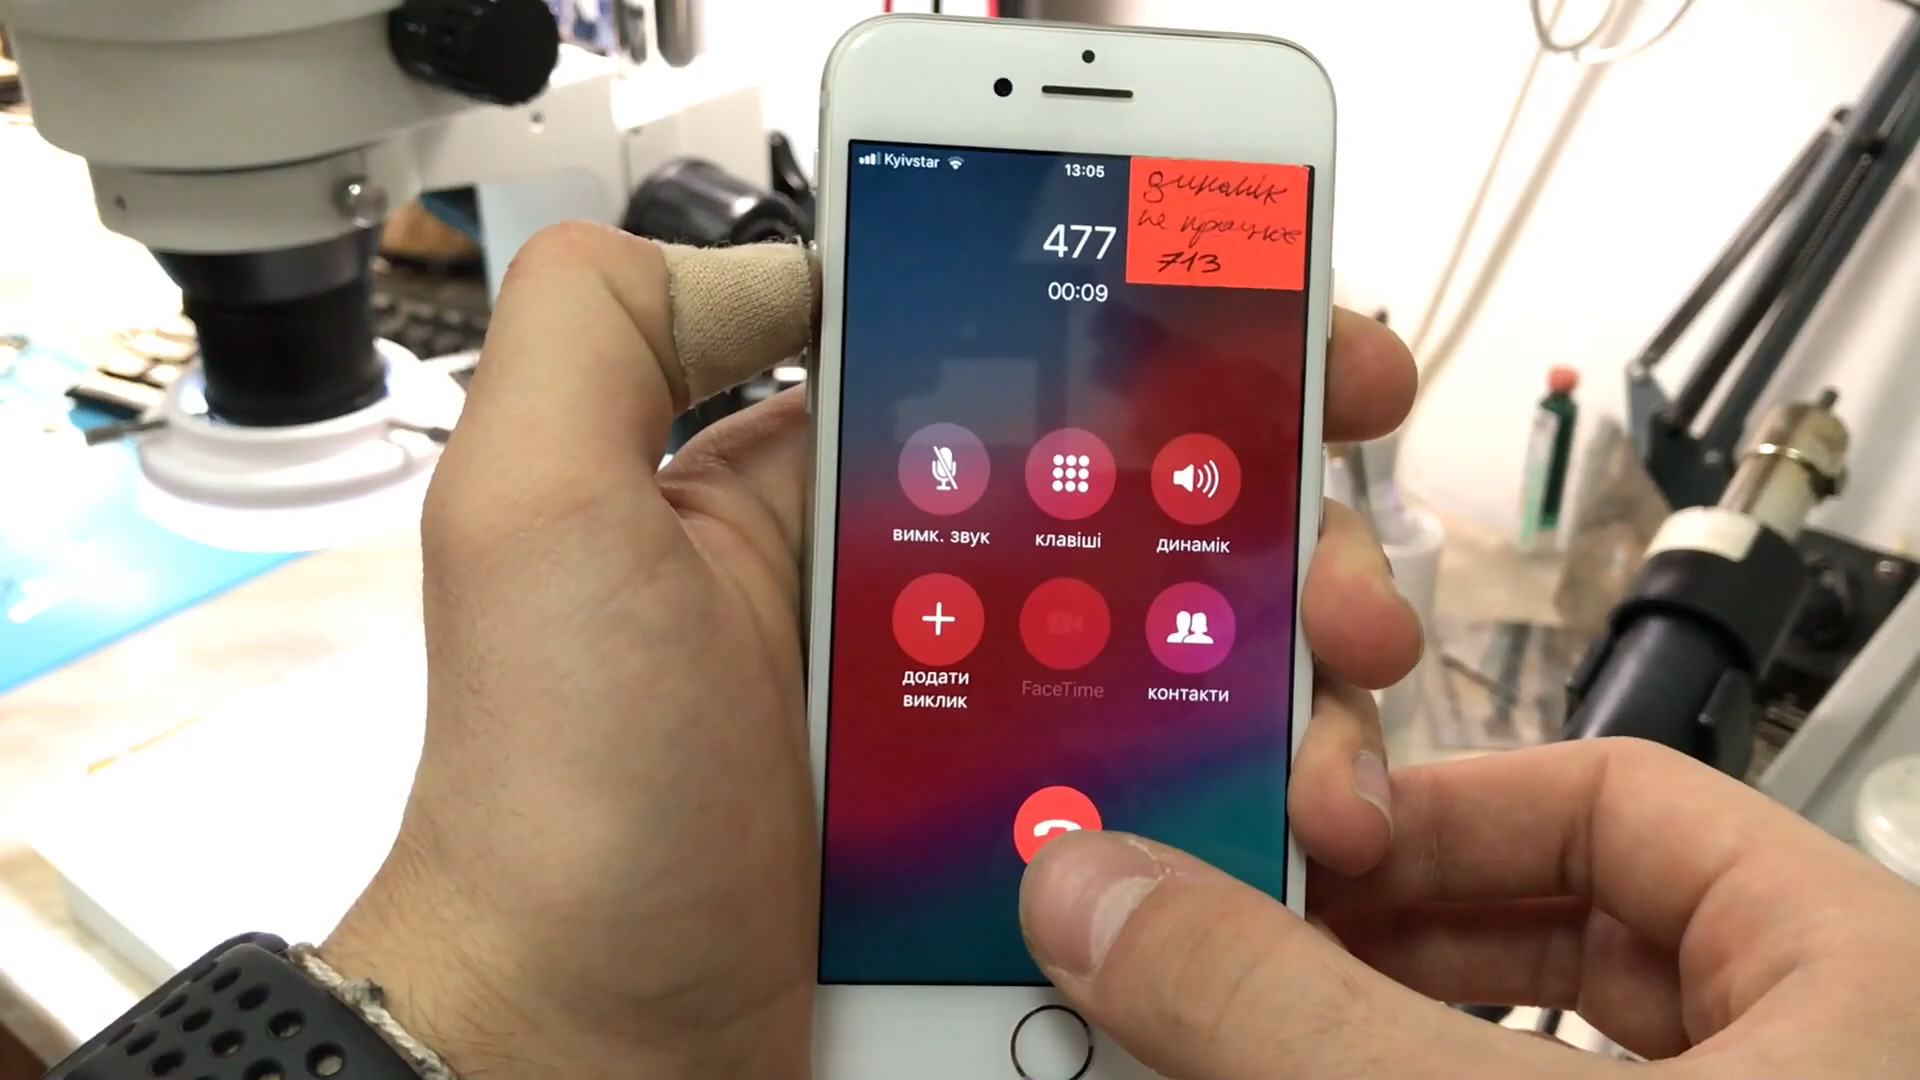 Kyivstar
13:05
динамік
не працює
713
477
00:09
вимк. звук
клавіші
динамік
додати
виклик
FaceTime
контакти